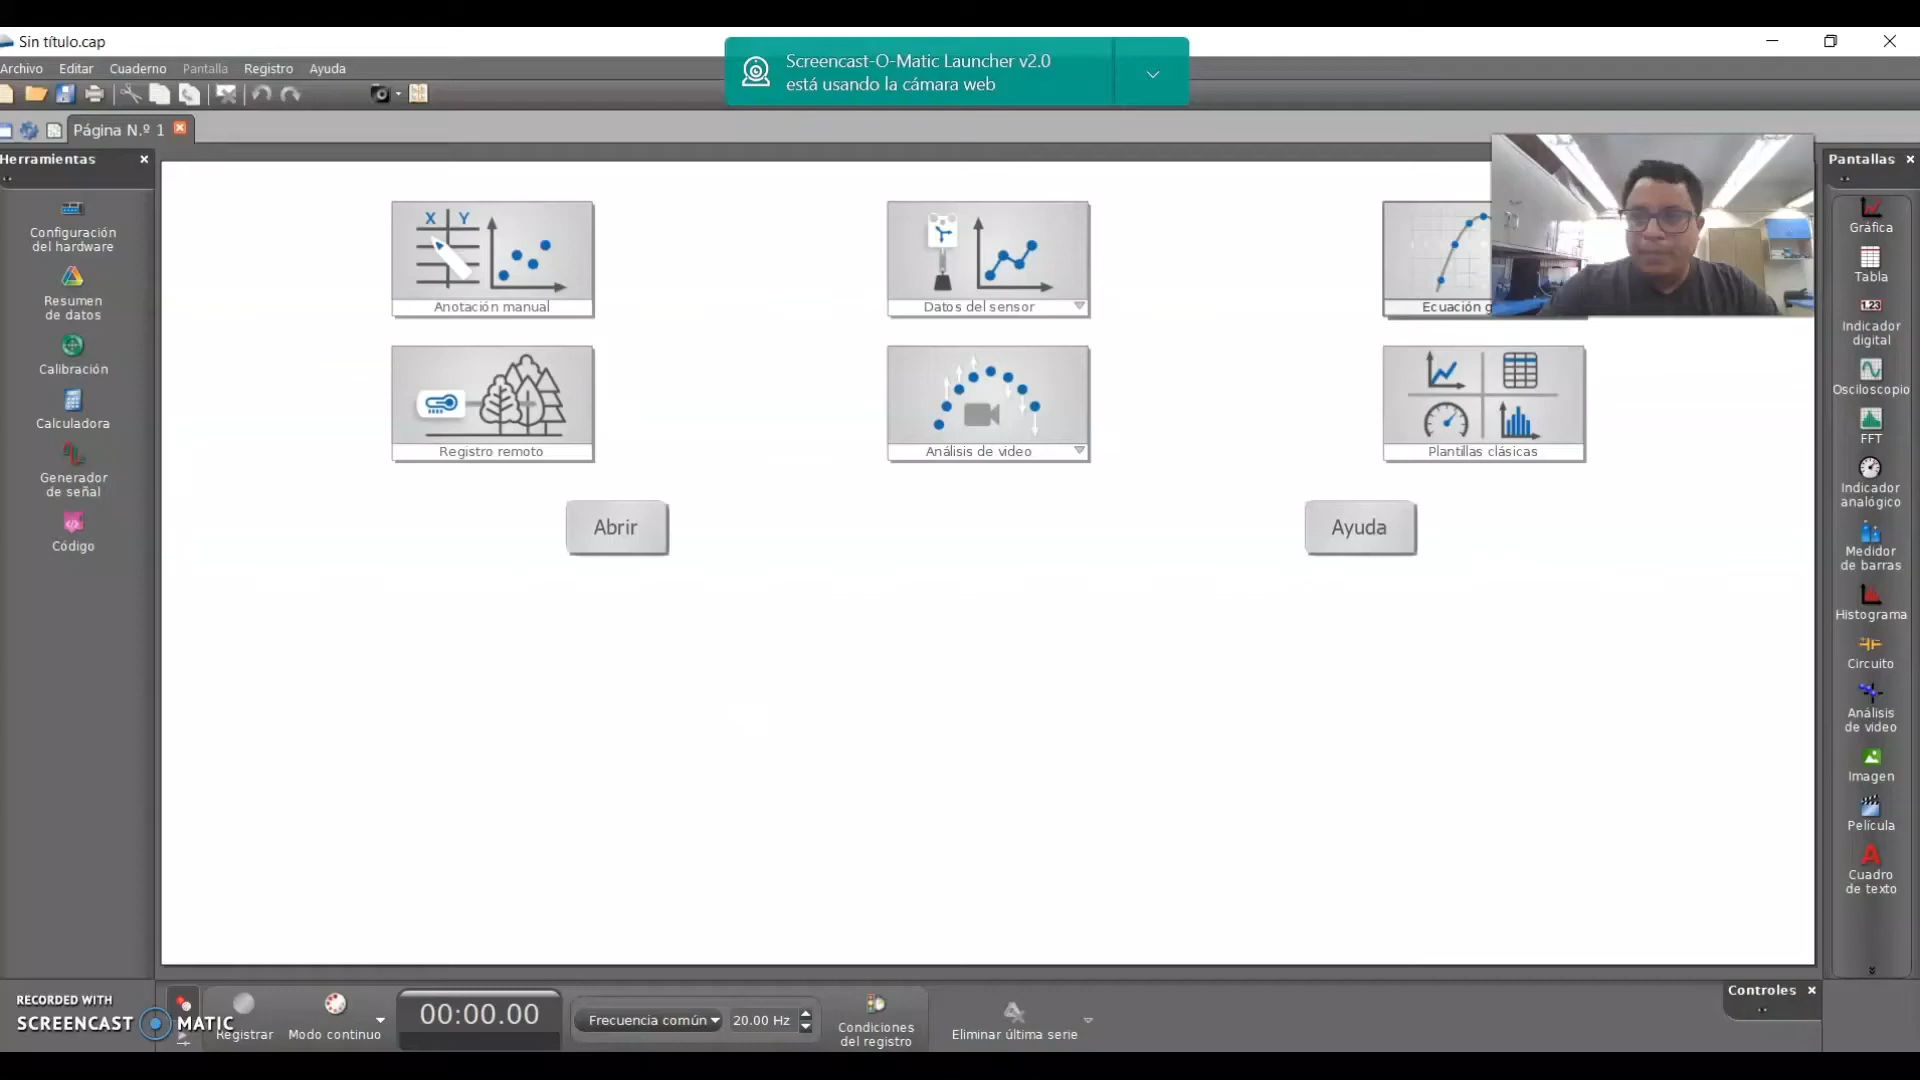 Sin título.cap
Screencast-O-Matic Launcher v2.0
está usando la cámara web
Archivo Editar Cuaderno Pantalla Registro Ayuda
Página N.º 1
Herramientas
Configuración
del hardware
Resumen
de datos
Calibración
Calculadora
Generador
de señal
Código
X Y
Anotación manual
Datos del sensor
Ecuación g
Registro remoto
Análisis de video
Plantillas clásicas
Abrir
Ayuda
Pantallas
Gráfica
Tabla
1.23
Indicador
digital
Osciloscopio
FFT
Indicador
analógico
Medidor
de barras
Histograma
Circuito
Análisis
de video
Imagen
Película
A
Cuadro
de texto
Controles
RECORDED WITH
SCREENCAST MATIC
Registrar
Modo continuo
00:00.00
Frecuencia común
20.00 Hz
Condiciones
del registro
Eliminar última serie